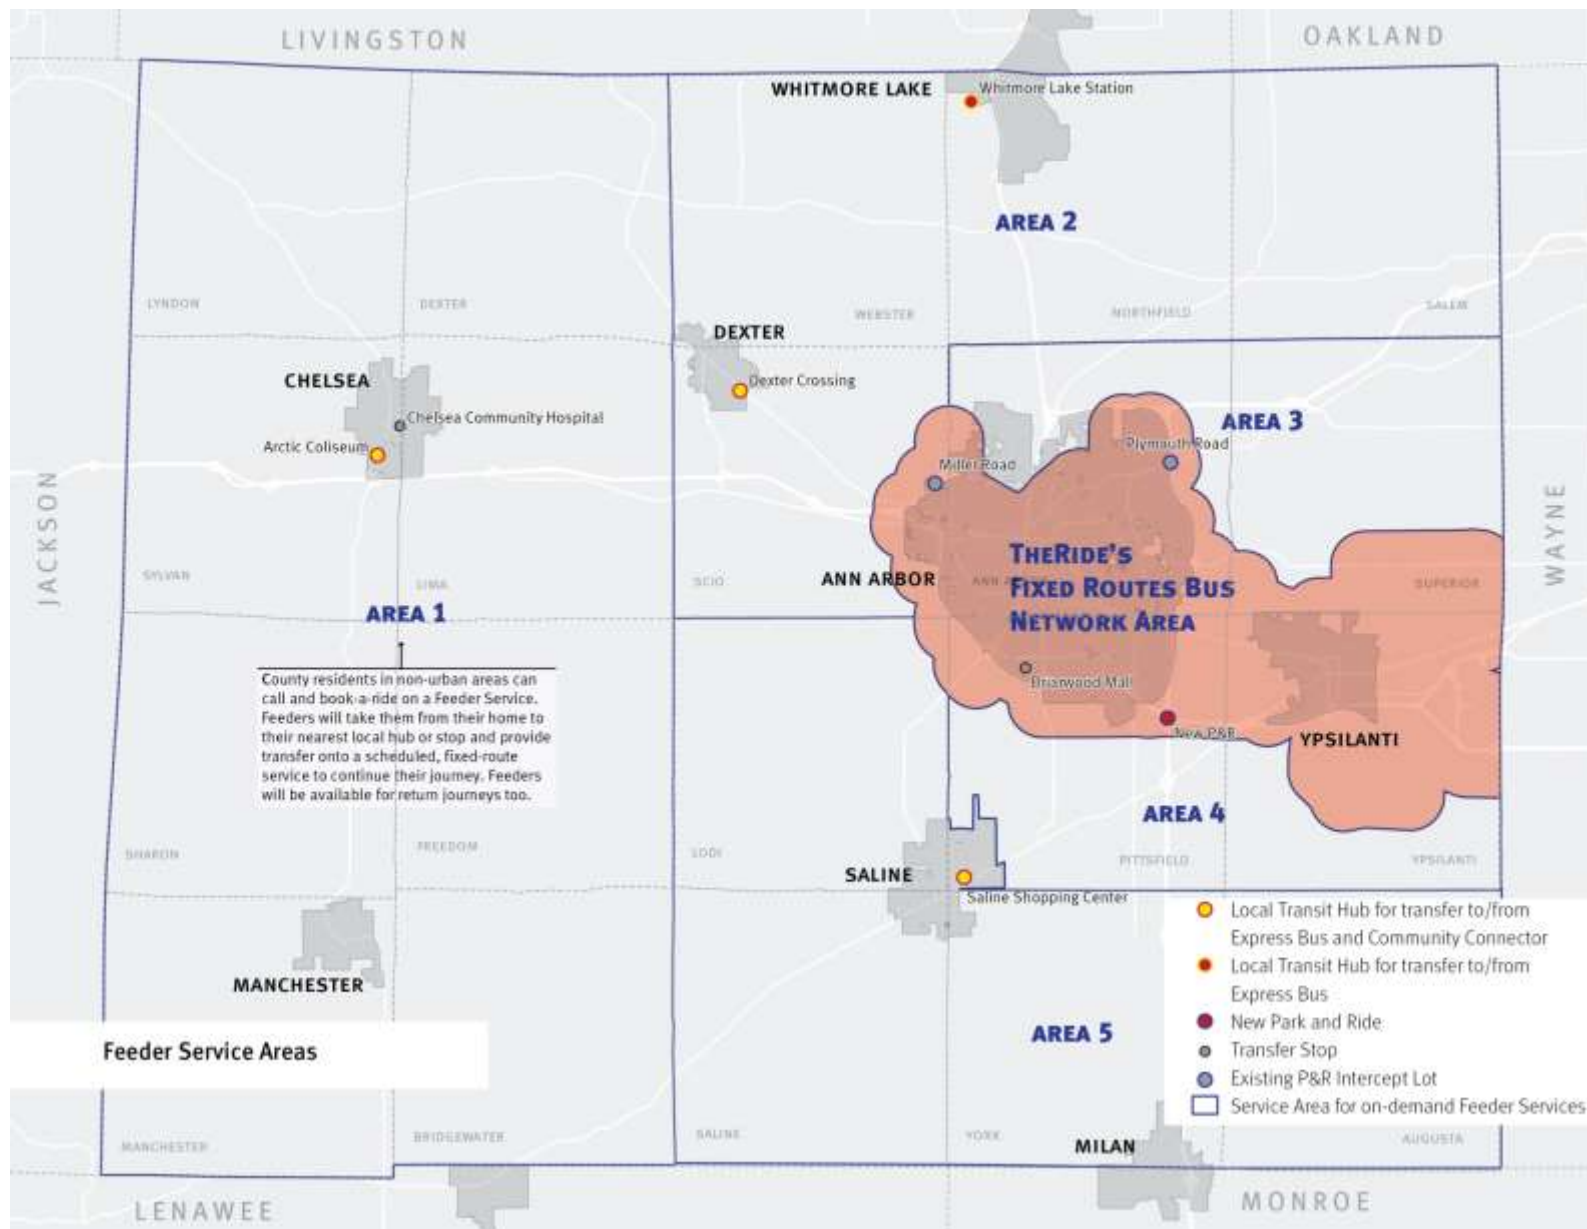 LIVINGSTON
OAKLAND
WHITMORE LAKE
Whitmore Lake Station
AREA 2
LYNDON
DEXTER
WEBSTER
NORTHFIELD
SALEM
DEXTER
CHELSEA
Dexter Crossing
Chelsea Community Hospital
AREA 3
Arctic Coliseum
Plymouth Road
Miller Road
JACKSON
WAYNE
THERIDE'S
FIXED ROUTES BUS
NETWORK AREA
SYLVAN
LIMA
SCIO
ANN ARBOR
ANN
SUPERIOR
AREA 1
County residents in non-urban areas can
call and book-a-ride on a Feeder Service.
Feeders will take them from their home to
their nearest local hub or stop and provide
transfer onto a scheduled, fixed-route
service to continue their journey. Feeders
will be available for return journeys too.
Briarwood Mall
New P&R
YPSILANTI
AREA 4
SHARON
FREEDOM
LODI
PITTSFIELD
YPSILANTI
SALINE
Saline Shopping Center
MANCHESTER
Local Transit Hub for transfer to/from
Express Bus and Community Connector
Local Transit Hub for transfer to/from
Express Bus
New Park and Ride
Transfer Stop
Existing P&R Intercept Lot
Service Area for on-demand Feeder Services
AREA 5
Feeder Service Areas
MANCHESTER
BRIDGEWATER
SALINE
YORK
MILAN
AUGUSTA
LENAWEE
MONROE